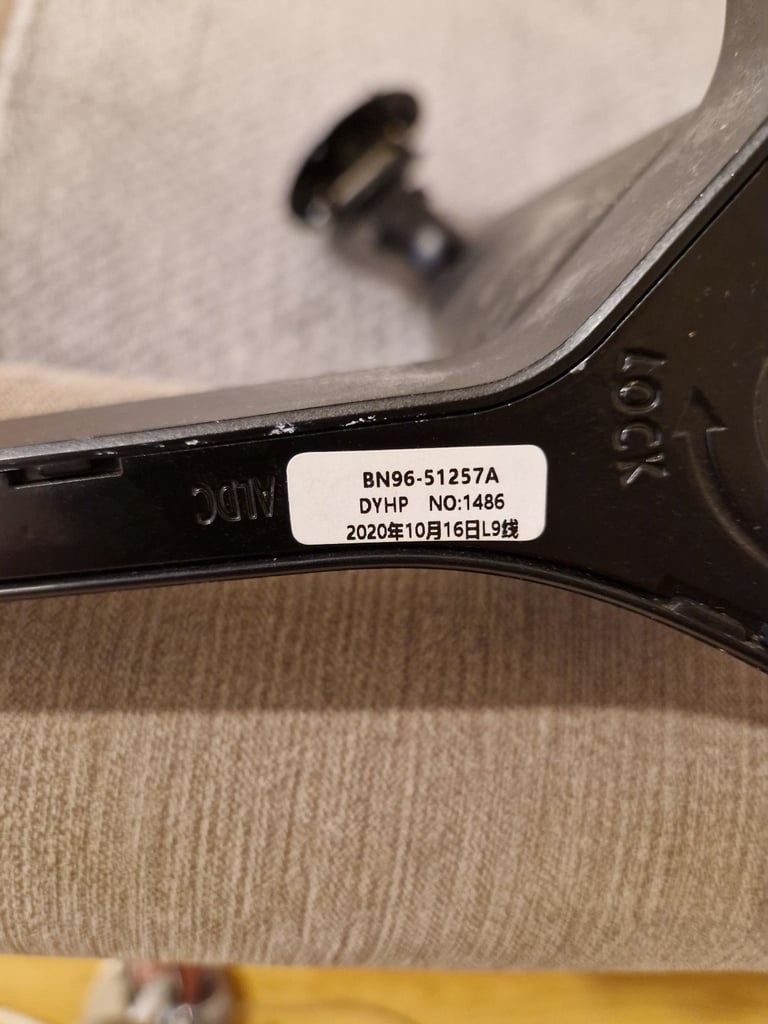 LOCK
BN96-51257A
DYHP NO:1486
2020年10月16日L9线
ALDC